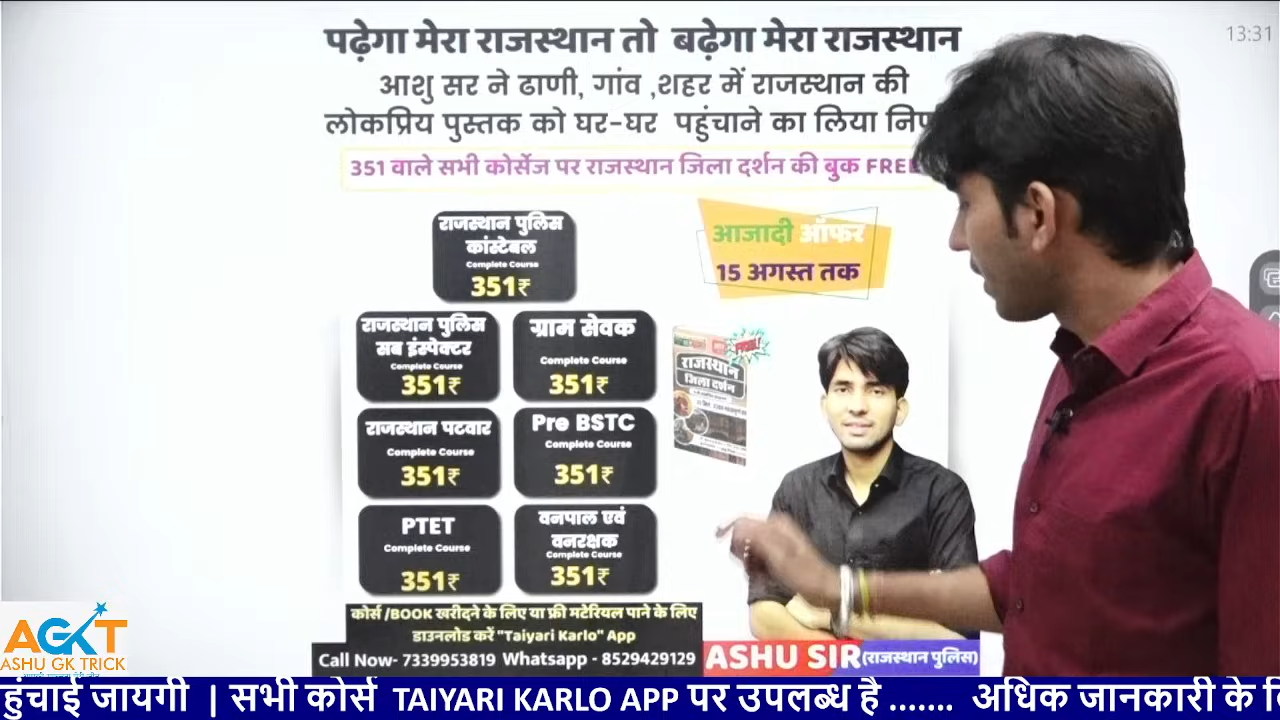 पढ़ेगा मेरा राजस्थान तो बढ़ेगा मेरा राजस्थान
13:31
आशु सर ने ढाणी, गांव ,शहर में राजस्थान की
लोकप्रिय पुस्तक को घर-घर पहुंचाने का लिया
351 वाले सभी कोर्सेज पर राजस्थान जिला दर्शन की बुक FREE
राजस्थान पुलिस
कांस्टेबल
Complete Course
351₹
आजादी ऑफर
15 अगस्त तक
राजस्थान पुलिस
सब इंस्पेक्टर
Complete Course
351₹
ग्राम सेवक
Complete Course
351₹
राजस्थान पटवार
Complete Course
351₹
Pre BSTC
Complete Course
351₹
PTET
Complete Course
351₹
वनपाल एवं
वनरक्षक
Complete Course
351₹
राजस्थान
जिला दर्शन
कोर्स /BOOK खरीदने के लिए या फ्री मटेरियल पाने के लिए
डाउनलोड करें "Taiyari Karlo" App
Call Now- 7339953819 Whatsapp - 8529429129
ASHU SIR (राजस्थान पुलिस)
AGKT
ASHU GK TRICK
हुंचाई जायगी | सभी कोर्स TAIYARI KARLO APP पर उपलब्ध है ....... अधिक जानकारी के